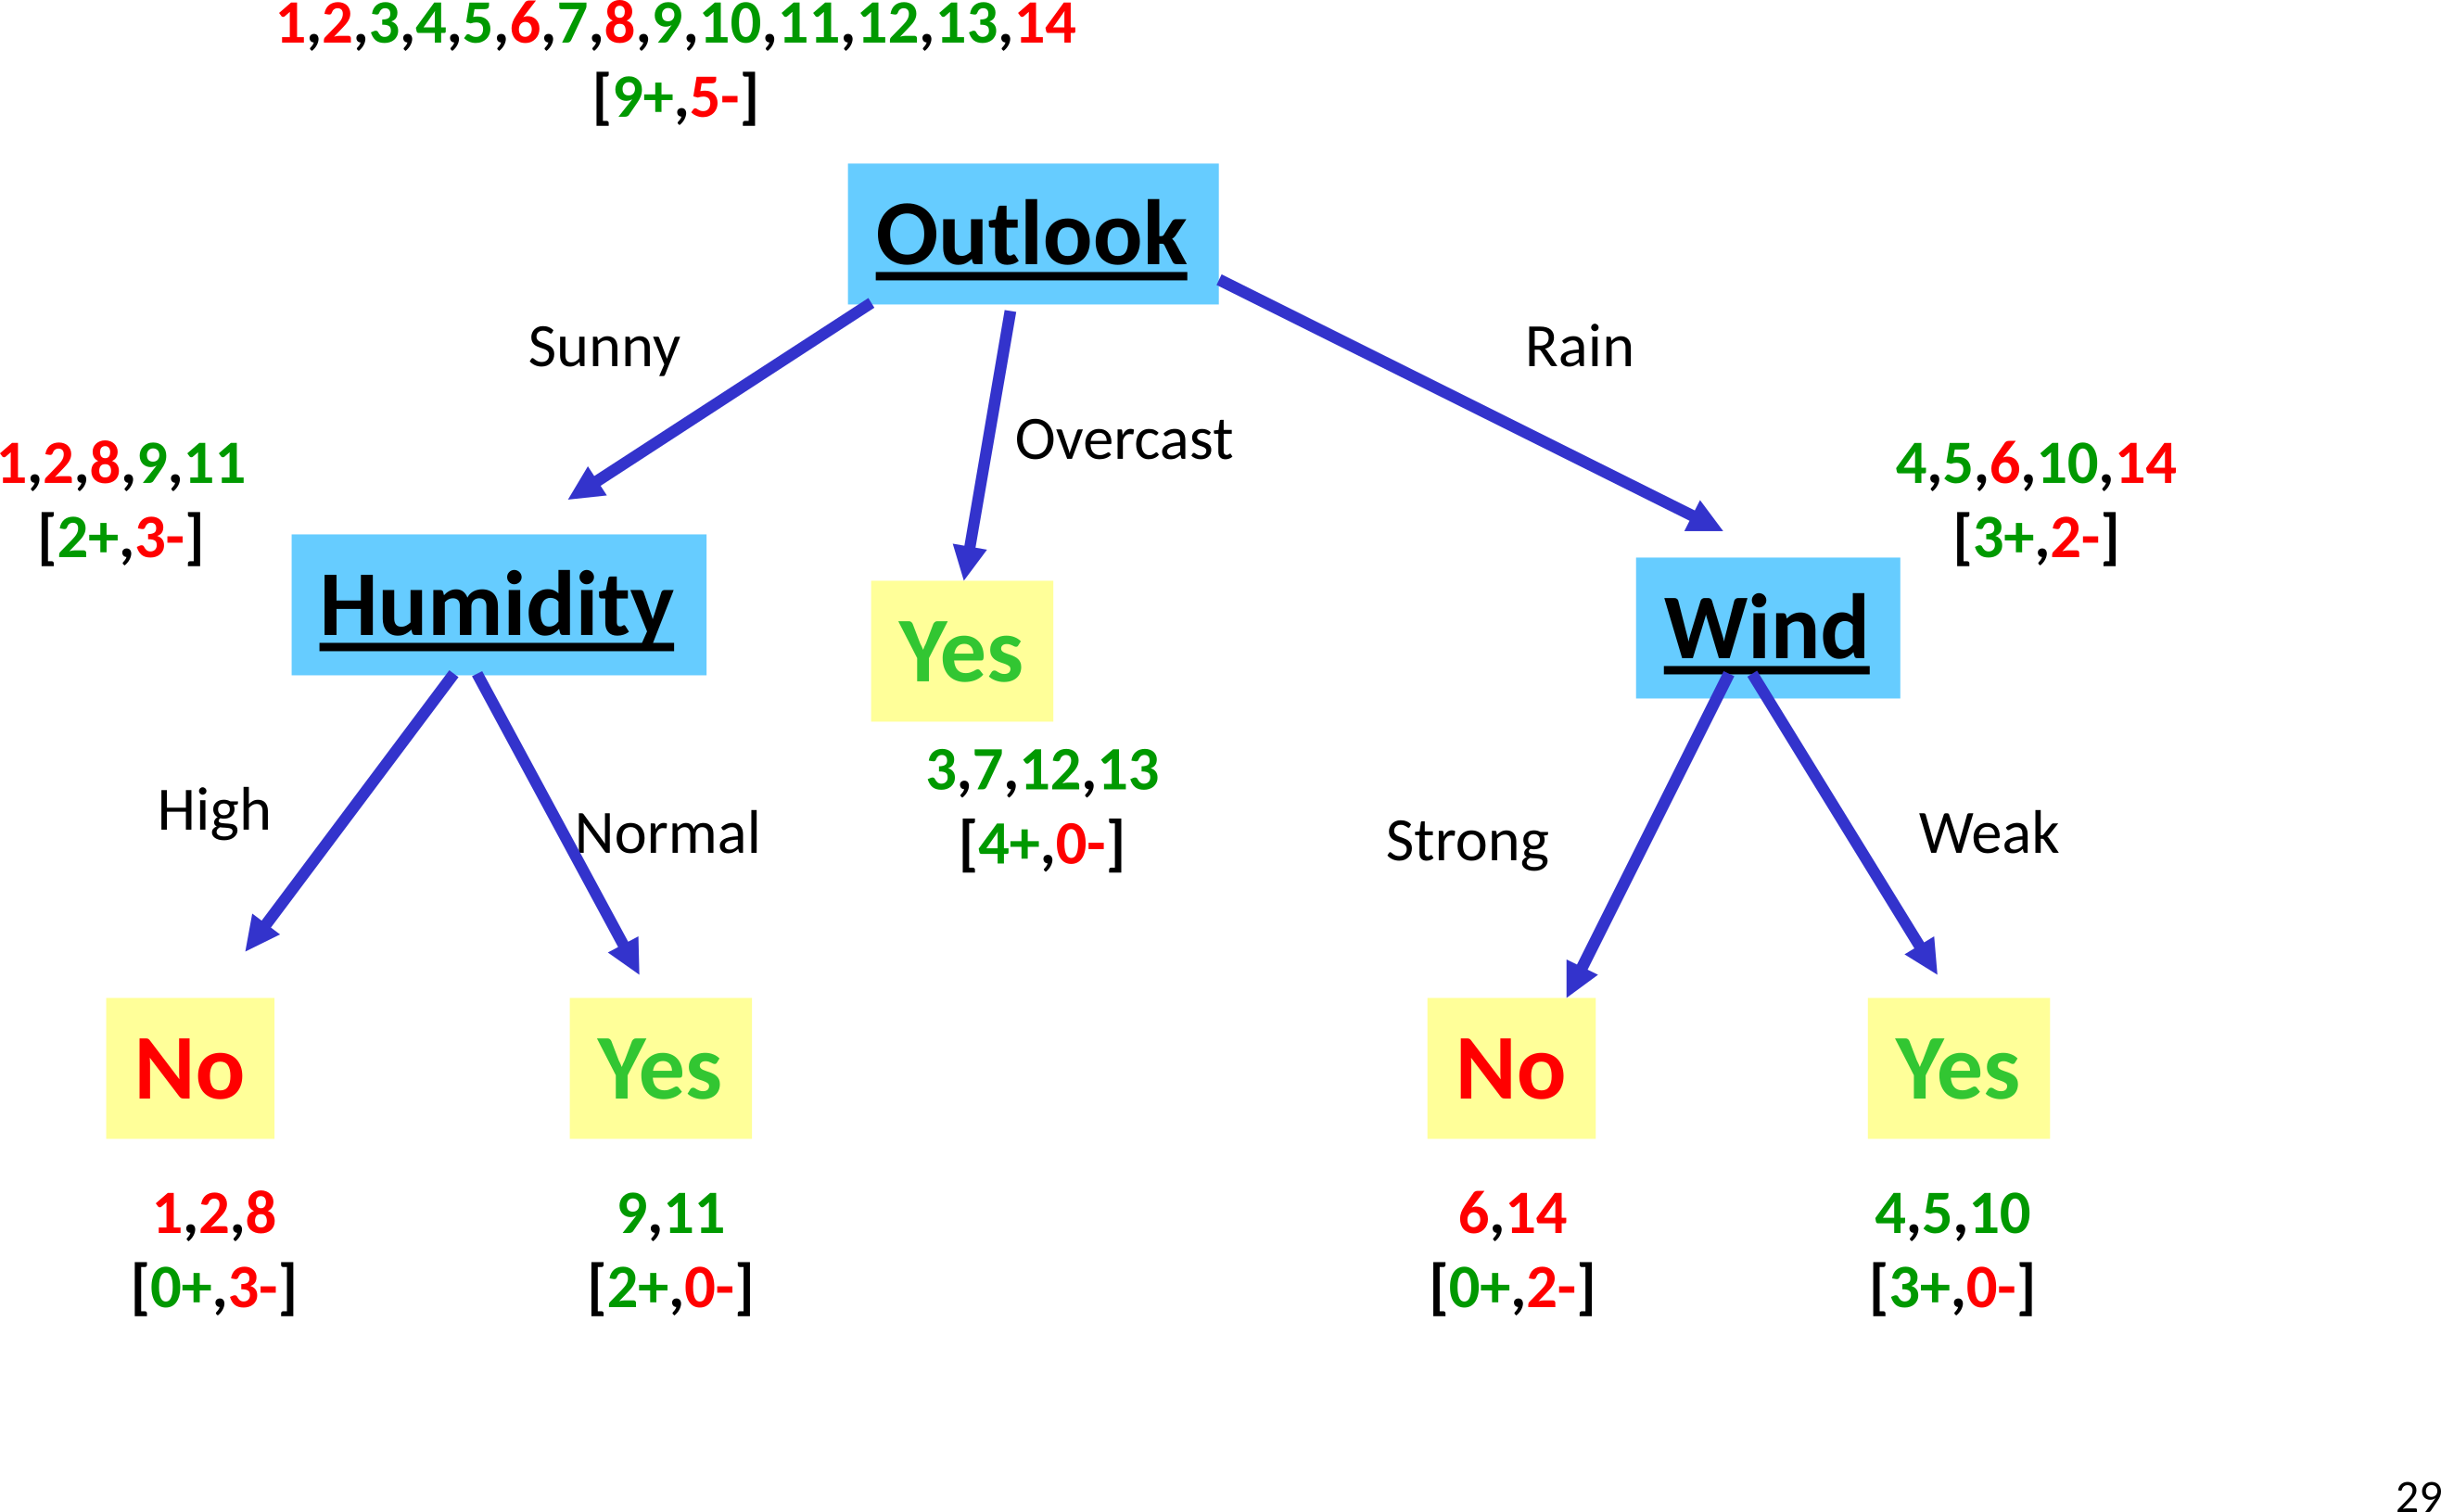 1,2,3,4,5,6,7,8,9,10,11,12,13,14
[9+,5-]
Outlook
Sunny
Rain
Overcast
1,2,8,9,11
[2+,3-]
4,5,6,10,14
[3+,2-]
Humidity
Yes
Wind
3,7,12,13
[4+,0-]
High
Normal
Strong
Weak
No
Yes
No
Yes
1,2,8
[0+,3-]
9,11
[2+,0-]
6,14
[0+,2-]
4,5,10
[3+,0-]
29